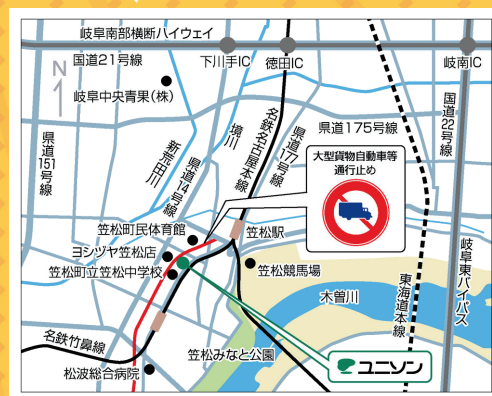 岐阜南部横断ハイウェイ
国道21号線
下川手IC
徳田IC
岐南IC
N
岐阜中央青果(株)
県道151号線
新荒田川
県道14号線
境川
名鉄名古屋本線
県道177号線
県道175号線
国道22号線
大型貨物自動車等
通行止め
笠松町民体育館
ヨシヅヤ笠松店
笠松町立笠松中学校
笠松駅
笠松競馬場
木曽川
東海道本線
岐阜東バイパス
名鉄竹鼻線
笠松みなと公園
松波総合病院
ユニソン